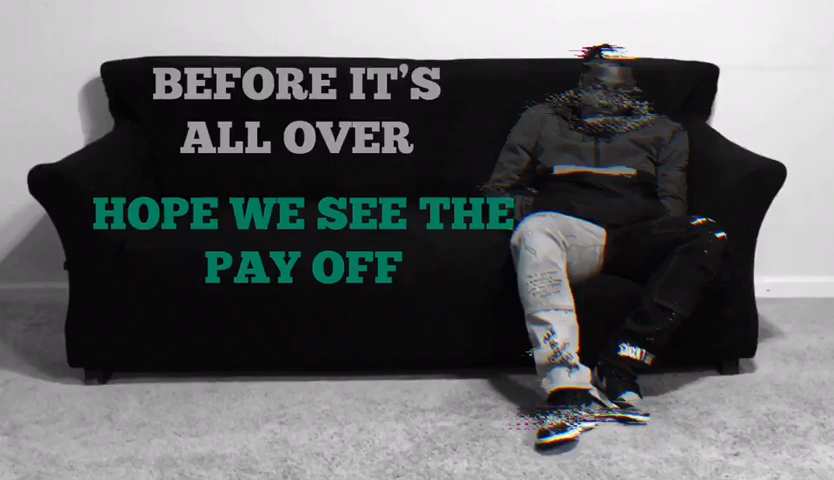 BEFORE IT’S
ALL OVER
HOPE WE SEE THE
PAY OFF